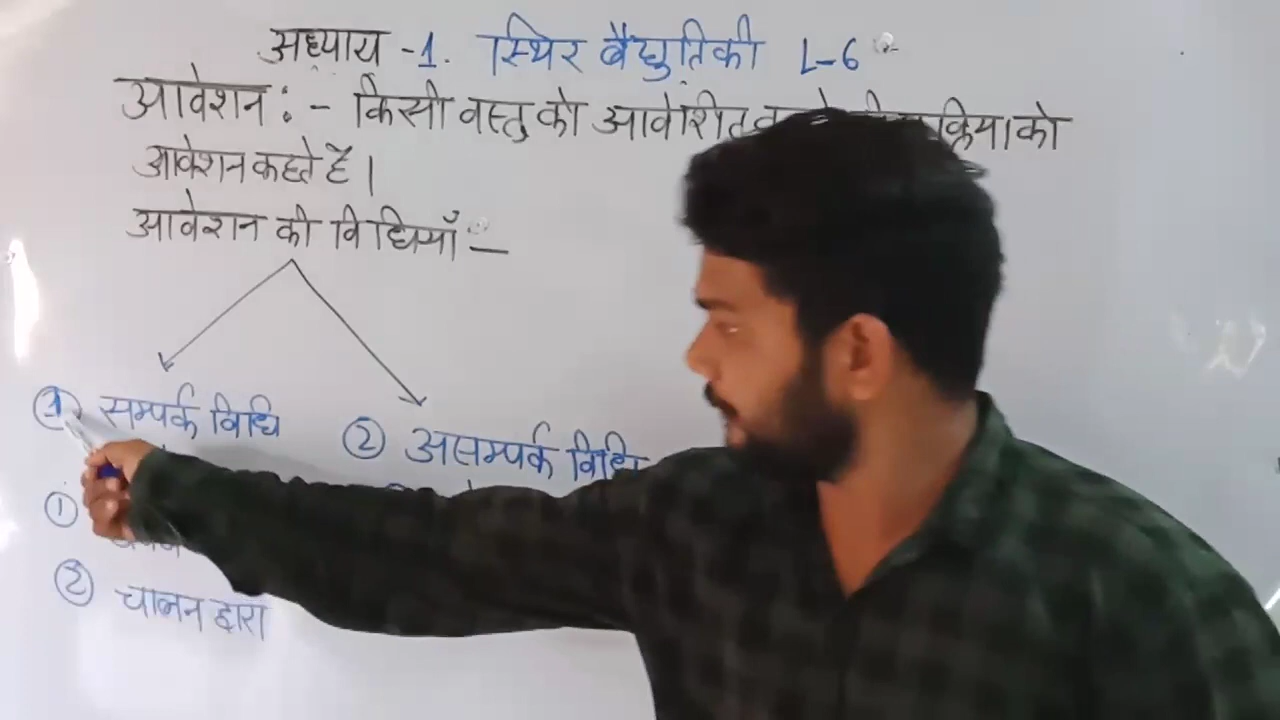 अध्याय -1. स्थिर वैद्युतिकी L-6
आवेशन :- किसी वस्तु को आवेशित क्रिया को
आवेशन कहते हैं।
आवेशन की विधियाँ :-
① सम्पर्क विधि
② असम्पर्क विधि
①
② चालन द्वारा